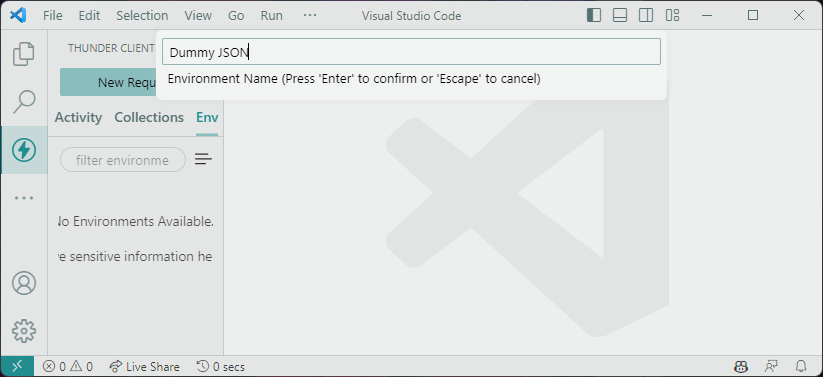 File Edit Selection View Go Run ··· Visual Studio Code
Dummy JSON
Environment Name (Press 'Enter' to confirm or 'Escape' to cancel)
THUNDER CLIENT
New Requ
Activity Collections Env
filter environme
No Environments Available.
e sensitive information he
0 0 Live Share 0 secs